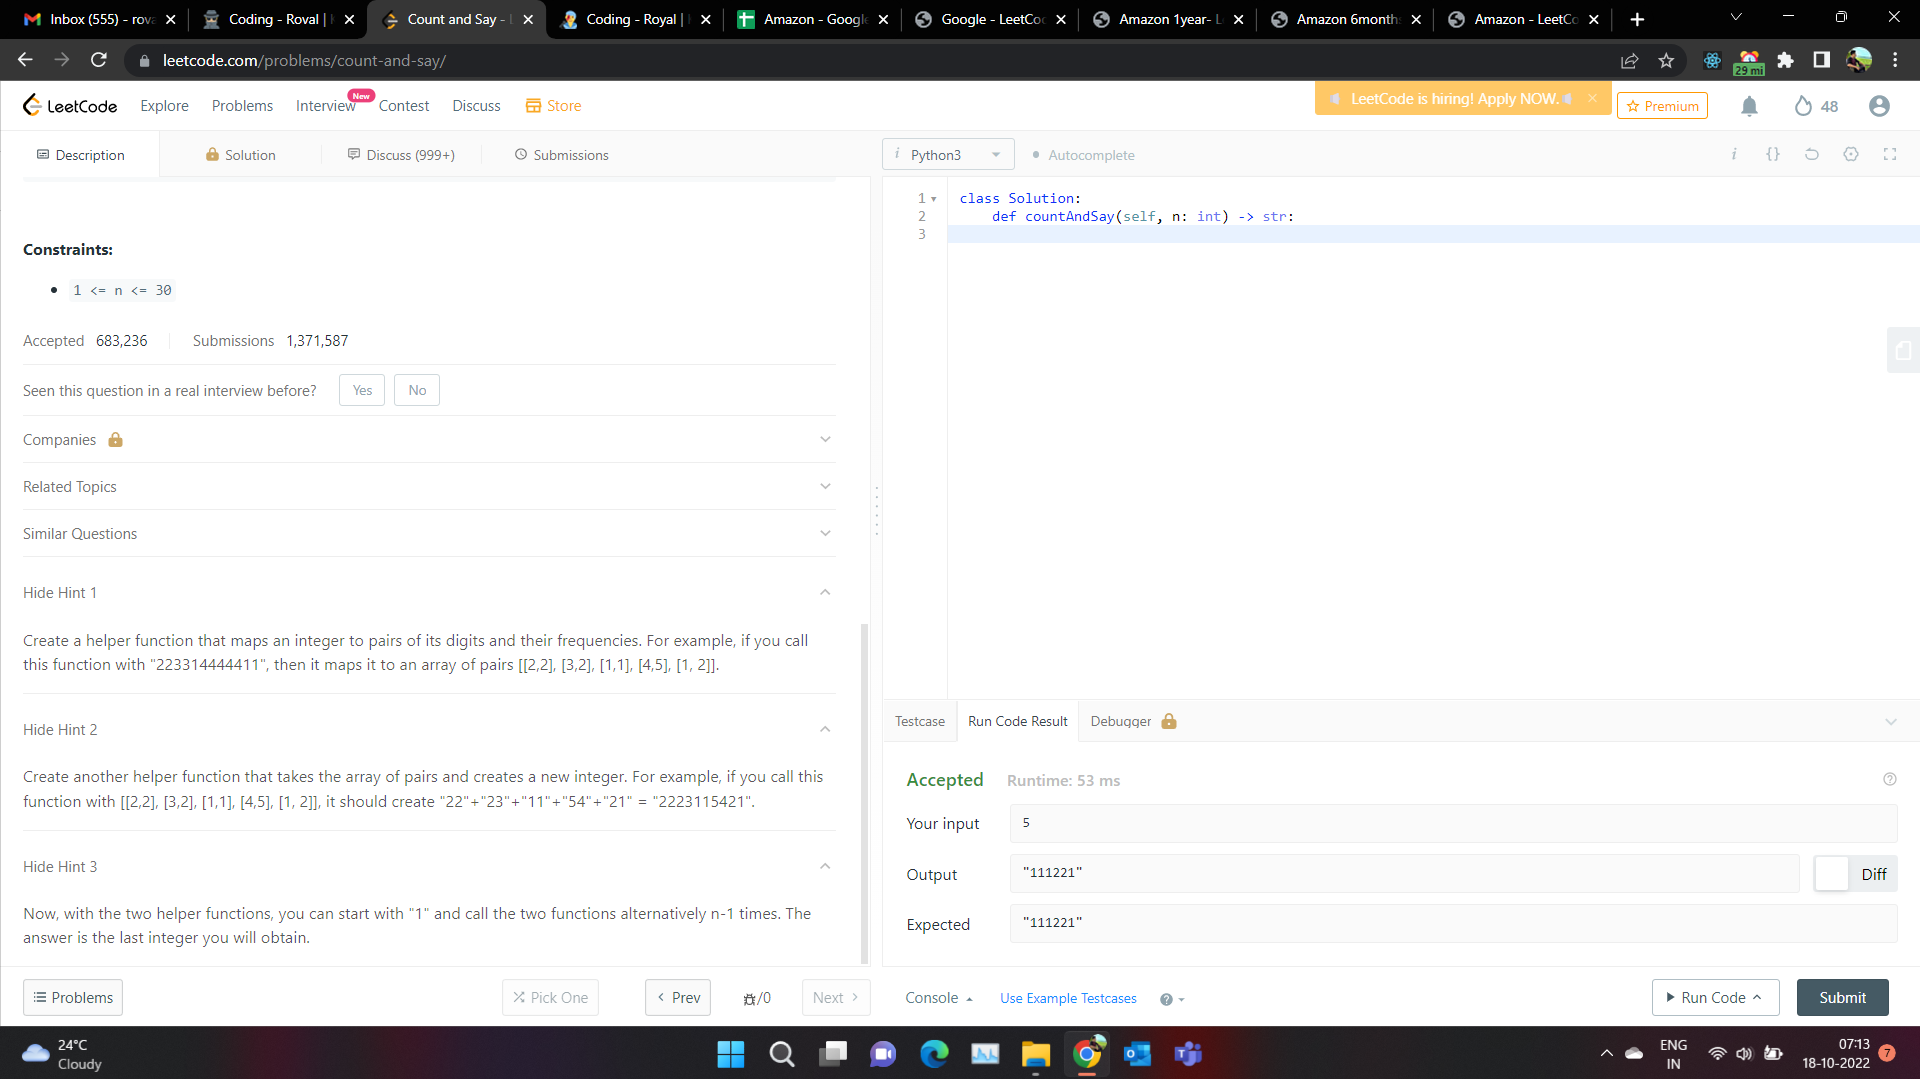 Inbox (555) - rova
Coding - Royal |
Count and Say - L
Coding - Royal |
Amazon - Google
Google - LeetCo
Amazon 1year- L
Amazon 6month
Amazon - LeetCo
leetcode.com/problems/count-and-say/
29 mi
LeetCode
Explore
Problems
Interview
New
Contest
Discuss
Store
LeetCode is hiring! Apply NOW.
Premium
48
Description
Solution
Discuss (999+)
Submissions
Python3
Autocomplete
Constraints:
1 <= n <= 30
Accepted 683,236 Submissions 1,371,587
Seen this question in a real interview before? Yes No
Companies
Related Topics
Similar Questions
Hide Hint 1
Create a helper function that maps an integer to pairs of its digits and their frequencies. For example, if you call
this function with "223314444411", then it maps it to an array of pairs [[2,2], [3,2], [1,1], [4,5], [1, 2]].
Hide Hint 2
Create another helper function that takes the array of pairs and creates a new integer. For example, if you call this
function with [[2,2], [3,2], [1,1], [4,5], [1, 2]], it should create "22"+"23"+"11"+"54"+"21" = "2223115421".
Hide Hint 3
Now, with the two helper functions, you can start with "1" and call the two functions alternatively n-1 times. The
answer is the last integer you will obtain.
1 class Solution:
2 def countAndSay(self, n: int) -> str:
3
Testcase
Run Code Result
Debugger
Accepted Runtime: 53 ms
Your input 5
Output "111221" Diff
Expected "111221"
Problems
Pick One
Prev
/0
Next
Console
Use Example Testcases
Run Code
Submit
24°C
Cloudy
ENG
IN
07:13
18-10-2022
7